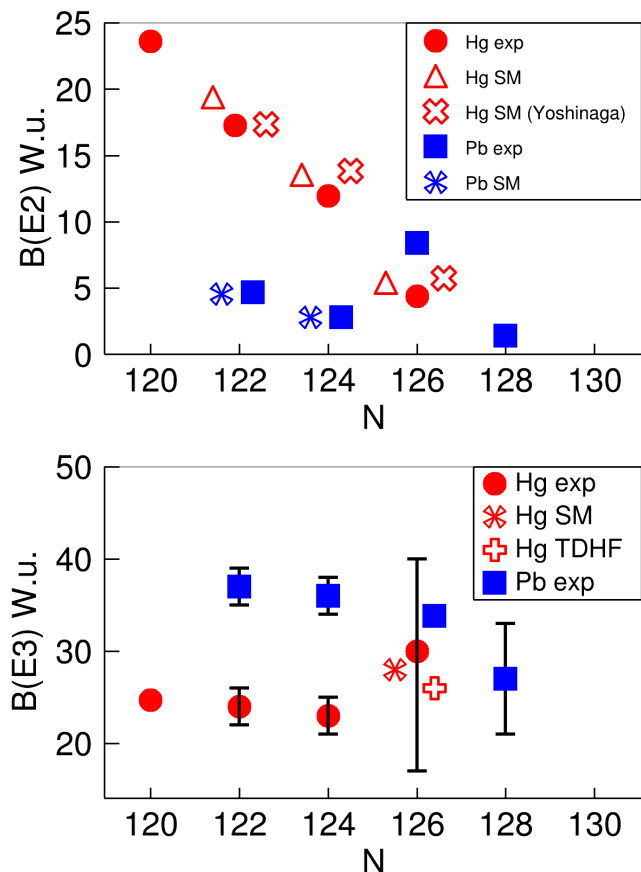 25
20
15
10
5
0
B(E2) W.u.
Hg exp
Hg SM
Hg SM (Yoshinaga)
Pb exp
Pb SM
120 122 124 126 128 130
N
50
40
30
20
B(E3) W.u.
Hg exp
Hg SM
Hg TDHF
Pb exp
120 122 124 126 128 130
N